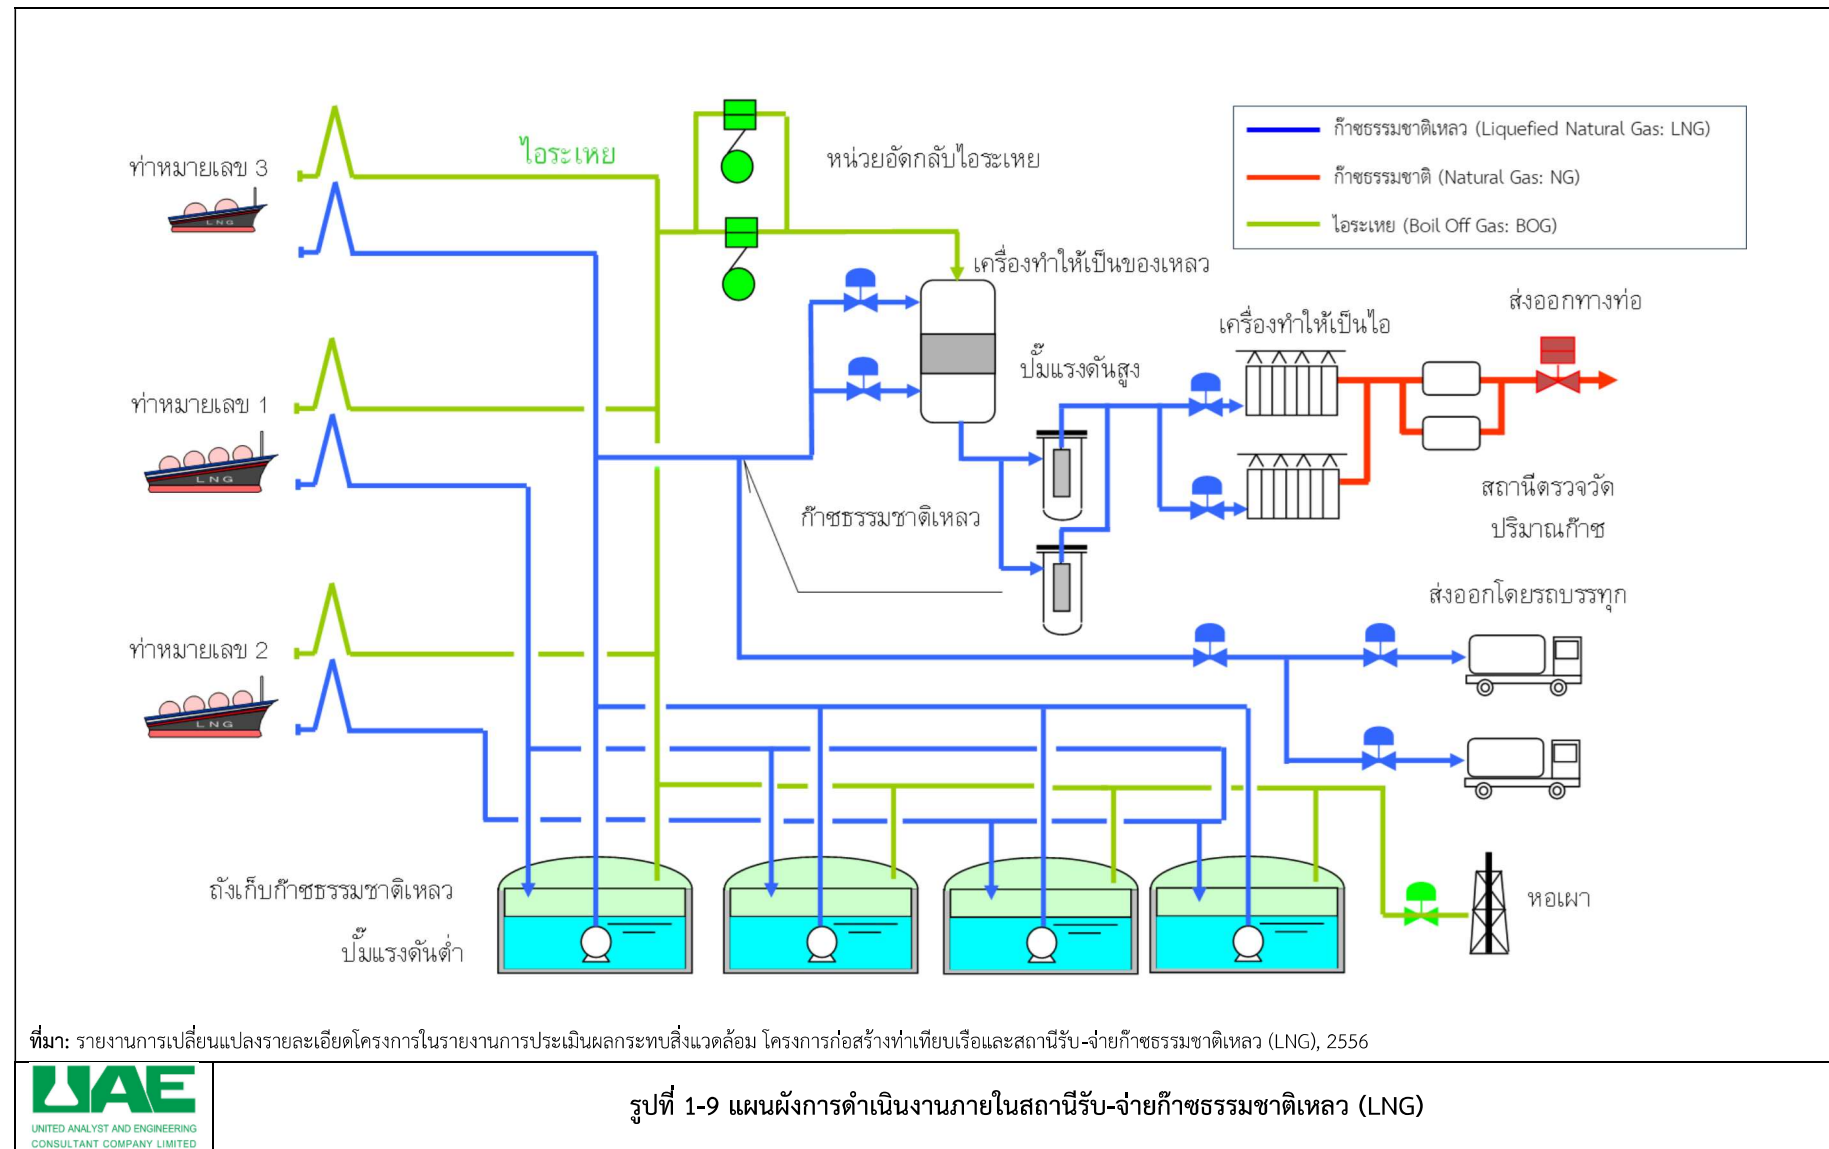 ท่าหมายเลข 3
LNG
ไอระเหย
หน่วยอัดกลับไอระเหย
ก๊าซธรรมชาติเหลว (Liquefied Natural Gas: LNG)
ก๊าซธรรมชาติ (Natural Gas: NG)
ไอระเหย (Boil Off Gas: BOG)
เครื่องทำให้เป็นของเหลว
เครื่องทำให้เป็นไอ
ส่งออกทางท่อ
ปั๊มแรงดันสูง
ท่าหมายเลข 1
LNG
ก๊าซธรรมชาติเหลว
สถานีตรวจวัด
ปริมาณก๊าซ
ส่งออกโดยรถบรรทุก
ท่าหมายเลข 2
LNG
ถังเก็บก๊าซธรรมชาติเหลว
ปั๊มแรงดันต่ำ
หอเผา
ที่มา: รายงานการเปลี่ยนแปลงรายละเอียดโครงการในรายงานการประเมินผลกระทบสิ่งแวดล้อม โครงการก่อสร้างท่าเทียบเรือและสถานีรับ-จ่ายก๊าซธรรมชาติเหลว (LNG), 2556
UAE
UNITED ANALYST AND ENGINEERING
CONSULTANT COMPANY LIMITED
รูปที่ 1-9 แผนผังการดำเนินงานภายในสถานีรับ-จ่ายก๊าซธรรมชาติเหลว (LNG)